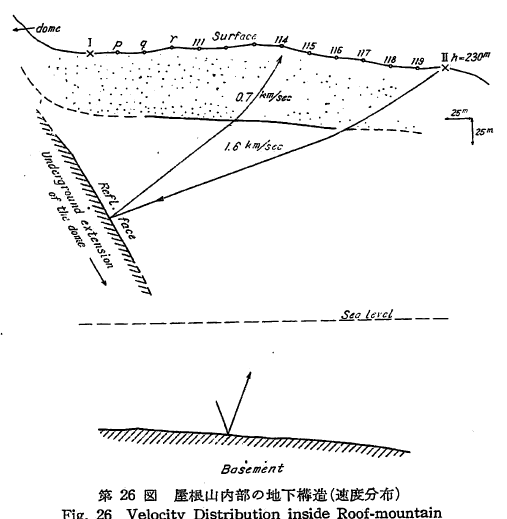 dome
I p q r 111 Surface 114 115 116 117 118 119 II h=230m
0.7 km/sec
25m
25m
1.6 km/sec
Refl. face
Underground extension
of the dome
Sea level
Basement
第 26 図 屋根山内部の地下構造(速度分布)
Fig. 26 Velocity Distribution inside Roof-mountain